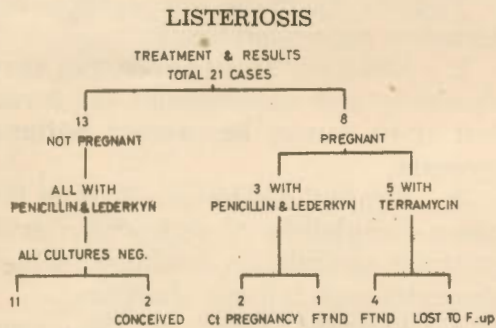 LISTERIOSIS
TREATMENT & RESULTS
TOTAL 21 CASES
13
NOT PREGNANT
8
PREGNANT
ALL WITH
PENICILLIN & LEDERKYN
3 WITH
PENICILLIN & LEDERKYN
5 WITH
TERRAMYCIN
ALL CULTURES NEG.
11 2 2 1 4 1
CONCEIVED Ct PREGNANCY FTND FTND LOST TO F-up